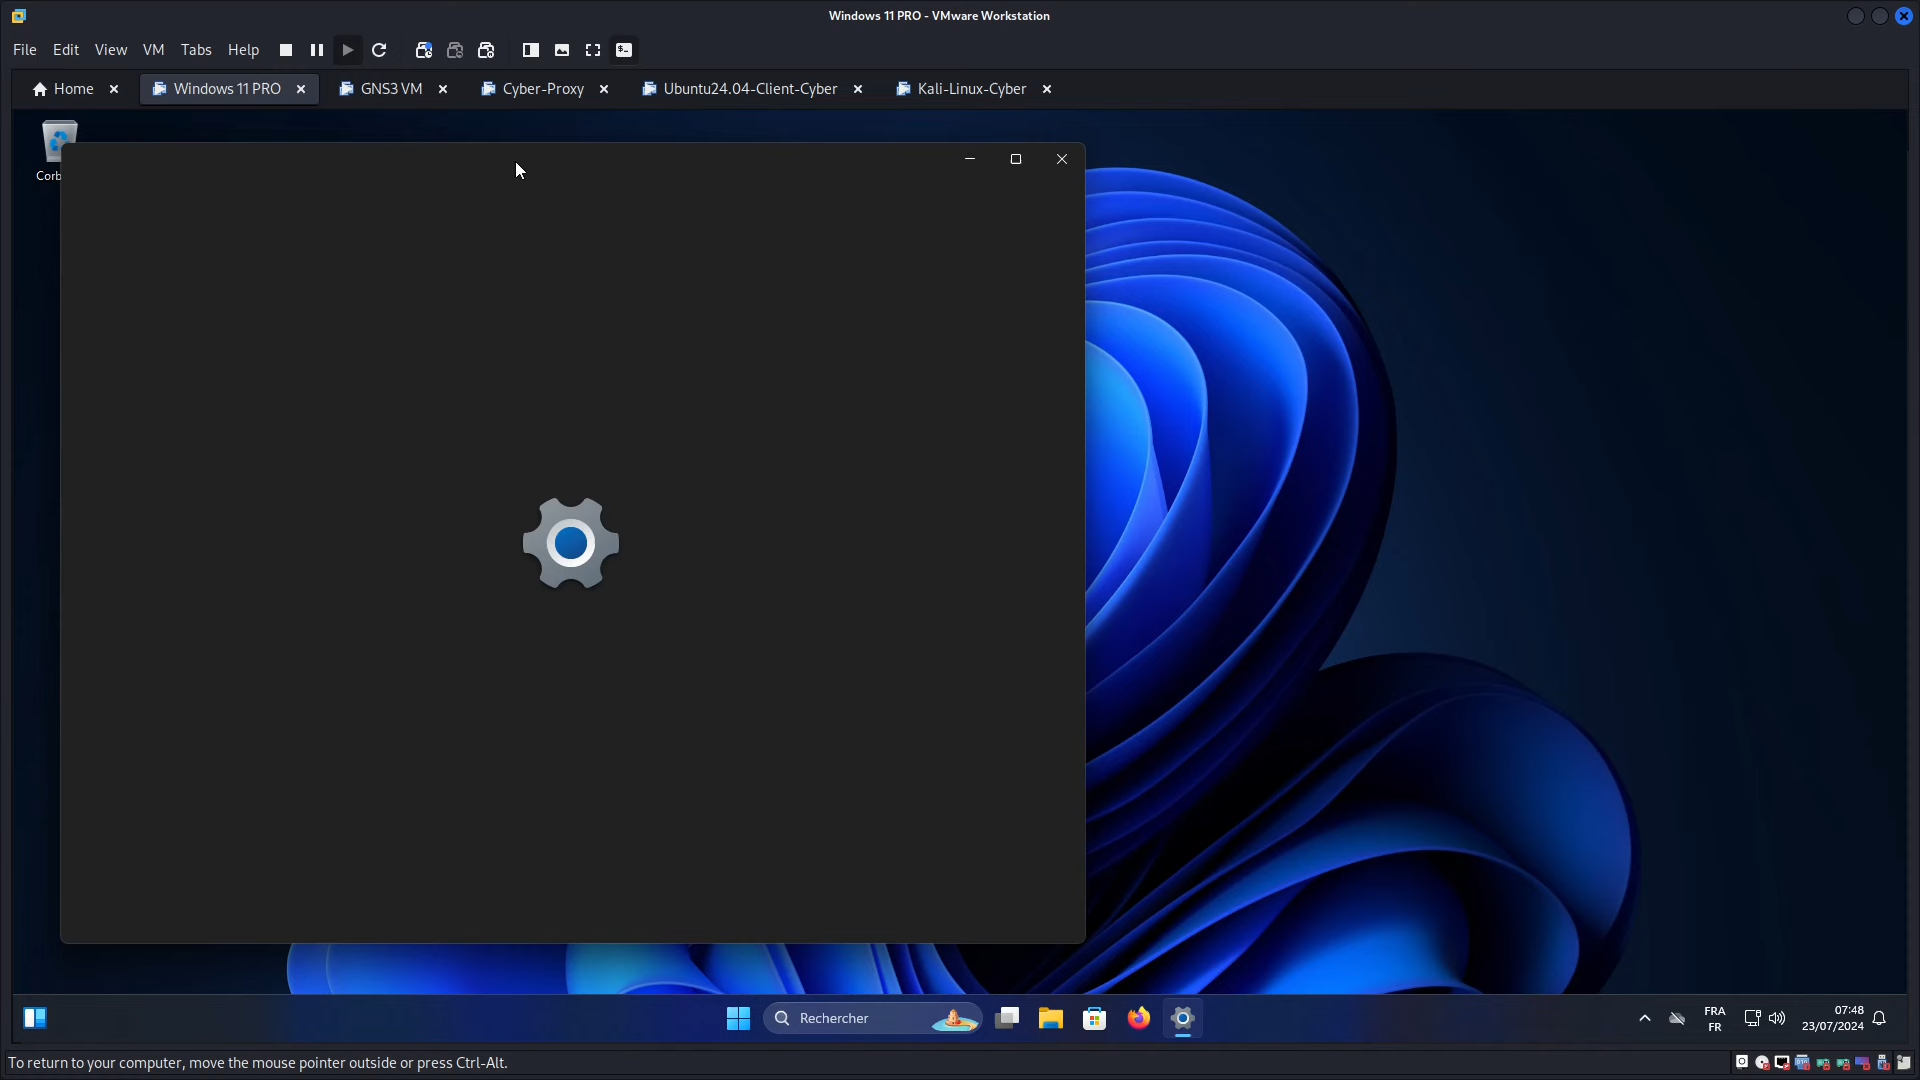 Windows 11 PRO - VMware Workstation
File Edit View VM Tabs Help
Home Windows 11 PRO GNS3 VM Cyber-Proxy Ubuntu24.04-Client-Cyber Kali-Linux-Cyber
Corb
Rechercher
FRA
FR
07:48
23/07/2024
To return to your computer, move the mouse pointer outside or press Ctrl-Alt.